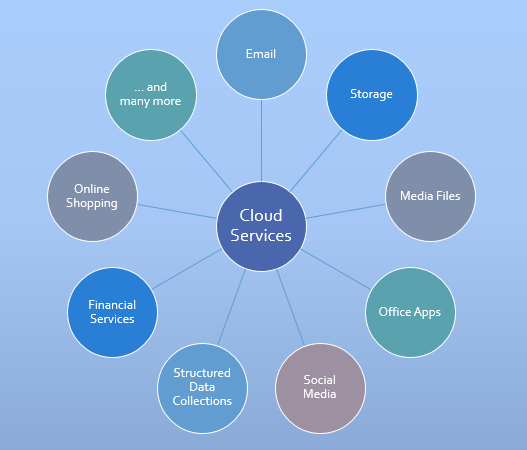 Email
Storage
Media Files
Office Apps
Social
Media
Structured
Data
Collections
Financial
Services
Online
Shopping
... and
many more
Cloud
Services